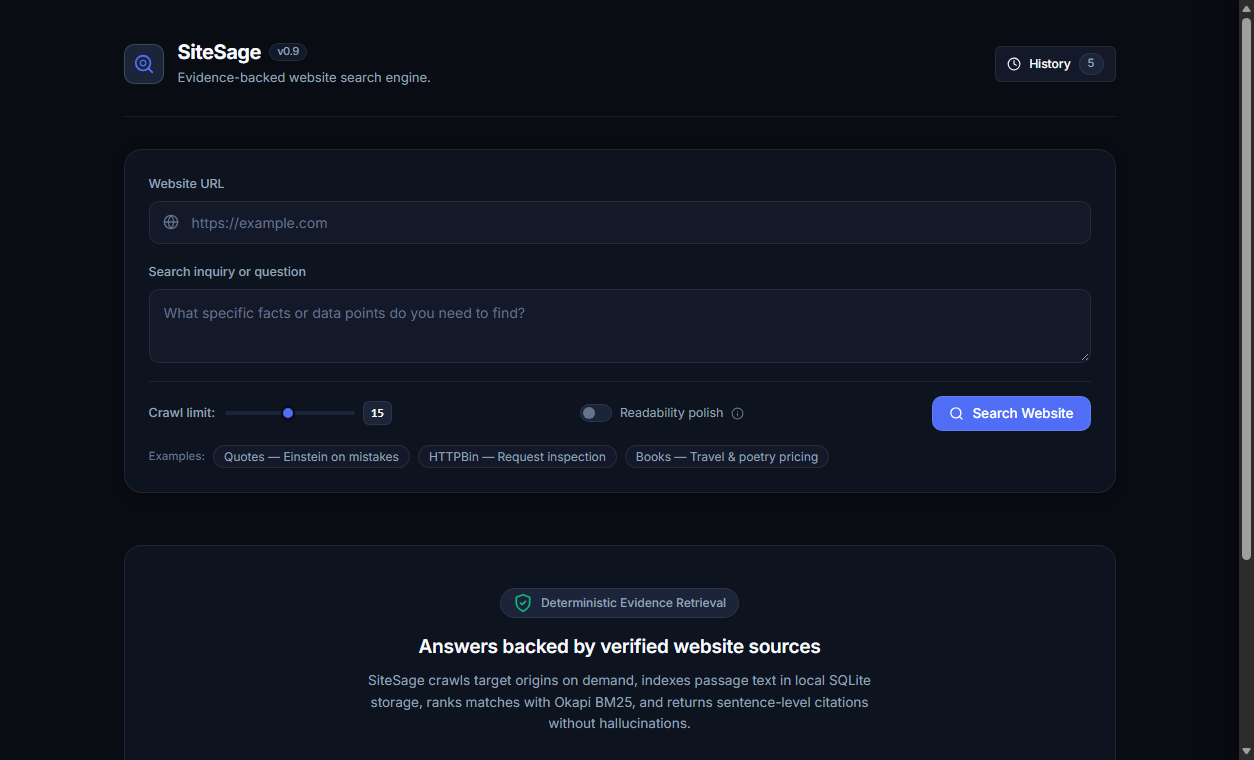 SiteSage v0.9
Evidence-backed website search engine.
History 5
Website URL
https://example.com
Search inquiry or question
What specific facts or data points do you need to find?
Crawl limit: 15
Readability polish
Search Website
Examples: Quotes — Einstein on mistakes HTTPBin — Request inspection Books — Travel & poetry pricing
Deterministic Evidence Retrieval
Answers backed by verified website sources
SiteSage crawls target origins on demand, indexes passage text in local SQLite
storage, ranks matches with Okapi BM25, and returns sentence-level citations
without hallucinations.